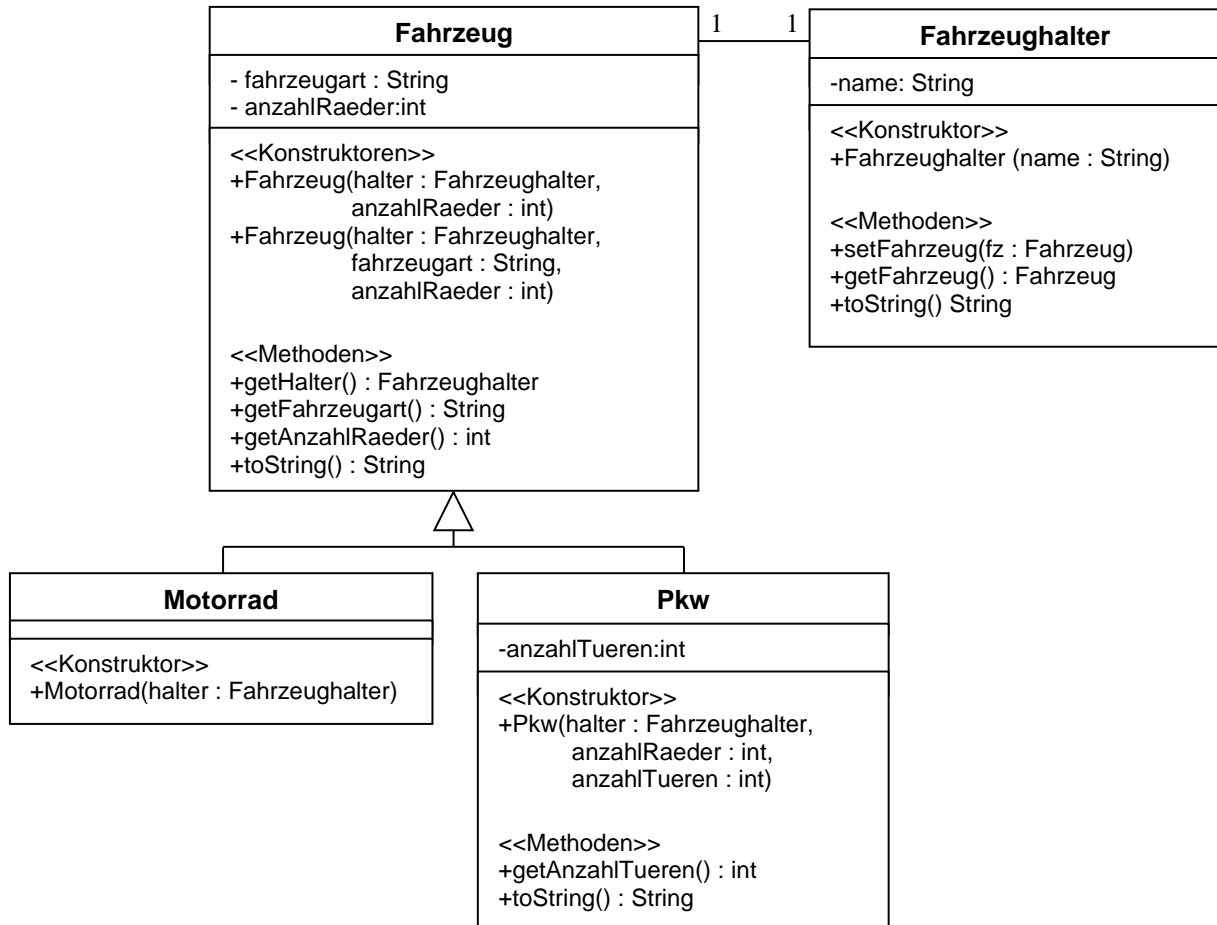 Fahrzeug
- fahrzeugart : String
- anzahlRaeder:int
<<Konstruktoren>>
+Fahrzeug(halter : Fahrzeughalter,
anzahlRaeder : int)
+Fahrzeug(halter : Fahrzeughalter,
fahrzeugart : String,
anzahlRaeder : int)
<<Methoden>>
+getHalter() : Fahrzeughalter
+getFahrzeugart() : String
+getAnzahlRaeder() : int
+toString() : String
1
1
Fahrzeughalter
-name: String
<<Konstruktor>>
+Fahrzeughalter (name : String)
<<Methoden>>
+setFahrzeug(fz : Fahrzeug)
+getFahrzeug() : Fahrzeug
+toString() String
Motorrad
<<Konstruktor>>
+Motorrad(halter : Fahrzeughalter)
Pkw
-anzahlTueren:int
<<Konstruktor>>
+Pkw(halter : Fahrzeughalter,
anzahlRaeder : int,
anzahlTueren : int)
<<Methoden>>
+getAnzahlTueren() : int
+toString() : String